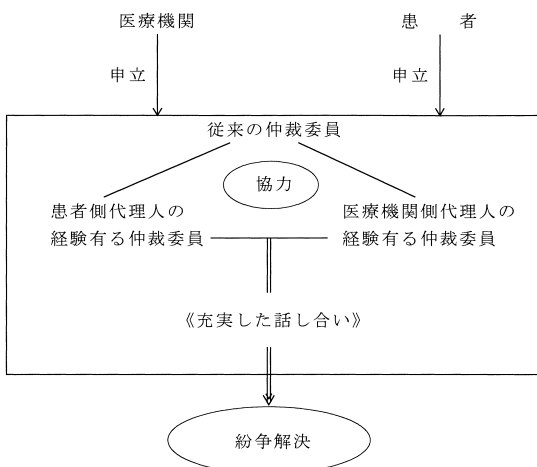 医療機関
患者
申立
申立
従来の仲裁委員
協力
患者側代理人の
経験有る仲裁委員
医療機関側代理人の
経験有る仲裁委員
《充実した話し合い》
紛争解決